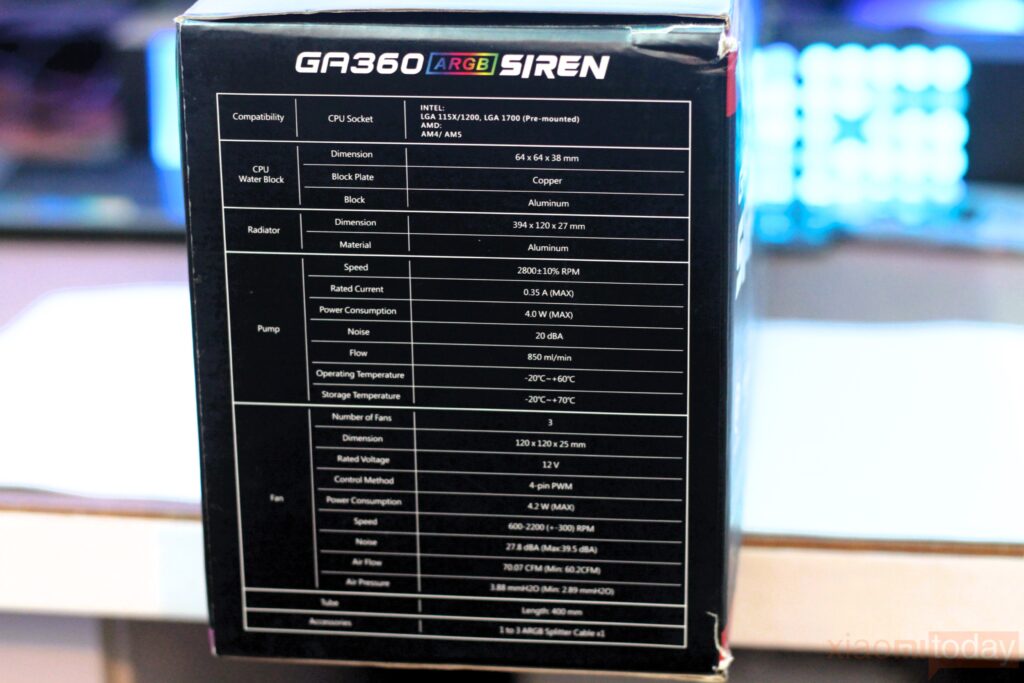 GA360 ARGB SIREN
Compatibility CPU Socket INTEL:
LGA 115X/1200, LGA 1700 (Pre-mounted)
AMD:
AM4/ AM5
CPU Water Block
Dimension 64 x 64 x 38 mm
Block Plate Copper
Block Aluminum
Radiator
Dimension 394 x 120 x 27 mm
Material Aluminum
Pump
Speed 2800±10% RPM
Rated Current 0.35 A (MAX)
Power Consumption 4.0 W (MAX)
Noise 20 dBA
Flow 850 ml/min
Operating Temperature -20℃~+60℃
Storage Temperature -20℃~+70℃
Fan
Number of Fans 3
Dimension 120 x 120 x 25 mm
Rated Voltage 12 V
Control Method 4-pin PWM
Power Consumption 4.2 W (MAX)
Speed 600-2200 (+-300) RPM
Noise 27.8 dBA (Max:39.5 dBA)
Air Flow 70.07 CFM (Min: 60.2CFM)
Air Pressure 3.88 mmH2O (Min: 2.89 mmH2O)
Tube Length: 400 mm
Accessories 1 to 3 ARGB Splitter Cable x1
xiaomitoday